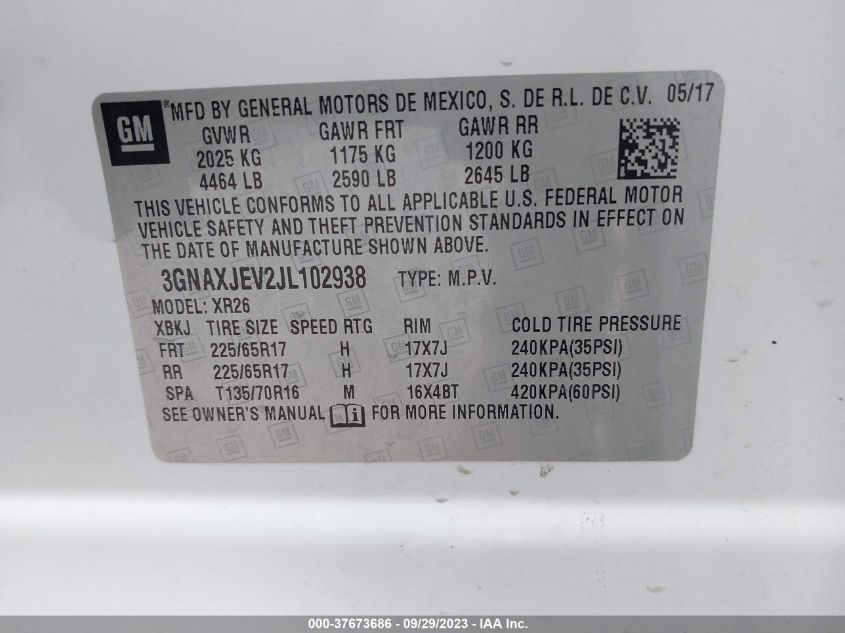 GM ®MFD BY GENERAL MOTORS DE MEXICO, S. DE R.L. DE C.V. 05/17
GVWR GAWR FRT GAWR RR
2025 KG 1175 KG 1200 KG
4464 LB 2590 LB 2645 LB
THIS VEHICLE CONFORMS TO ALL APPLICABLE U.S. FEDERAL MOTOR
VEHICLE SAFETY AND THEFT PREVENTION STANDARDS IN EFFECT ON
THE DATE OF MANUFACTURE SHOWN ABOVE.
3GNAXJEV2JL102938 TYPE: M.P.V.
MODEL: XR26
XBKJ TIRE SIZE SPEED RTG RIM COLD TIRE PRESSURE
FRT 225/65R17 H 17X7J 240KPA(35PSI)
RR 225/65R17 H 17X7J 240KPA(35PSI)
SPA T135/70R16 M 16X4BT 420KPA(60PSI)
SEE OWNER'S MANUAL i FOR MORE INFORMATION.
000-37673686 / 09/29/2023 - IAA Inc.